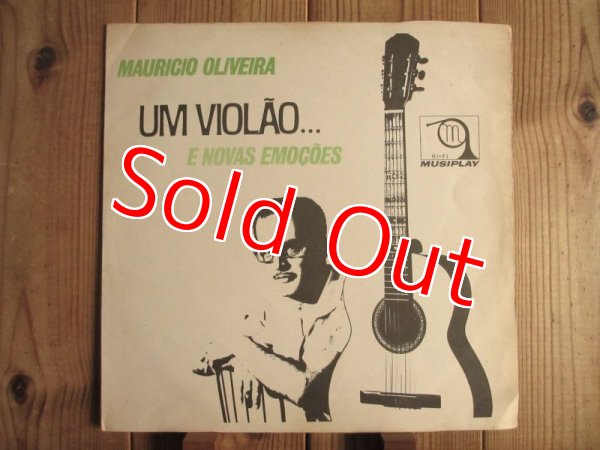 MAURICIO OLIVEIRA
UM VIOLÃO...
E NOVAS EMOÇÕES
m
HI-FI
MUSIPLAY
Sold Out